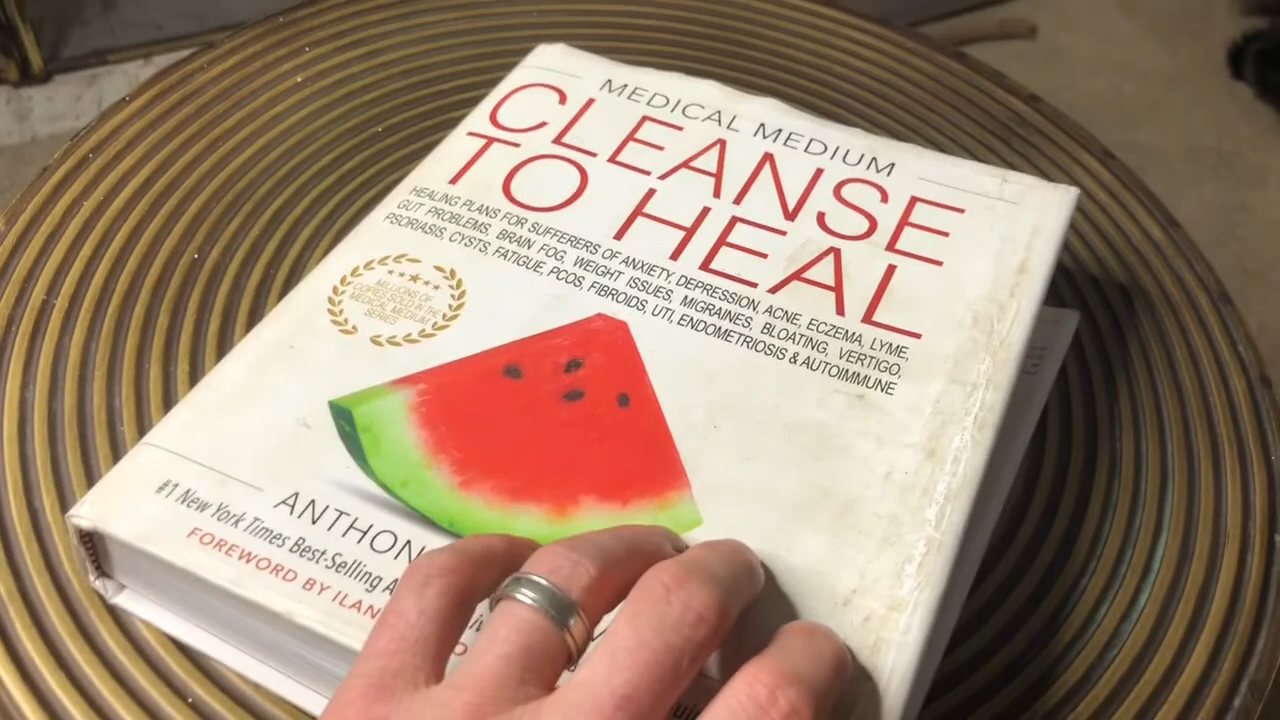 MEDICAL MEDIUM
CLEANSE
TO HEAL
HEALING PLANS FOR SUFFERERS OF ANXIETY, DEPRESSION, ACNE, ECZEMA, LYME,
GUT PROBLEMS, BRAIN FOG, WEIGHT ISSUES, MIGRAINES, BLOATING, VERTIGO,
PSORIASIS, CYSTS, FATIGUE, PCOS, FIBROIDS, UTI, ENDOMETRIOSIS & AUTOIMMUNE
MILLIONS OF
COPIES SOLD IN THE
MEDICAL MEDIUM
SERIES
ANTHON
#1 New York Times Best-Selling A
FOREWORD BY ILAN